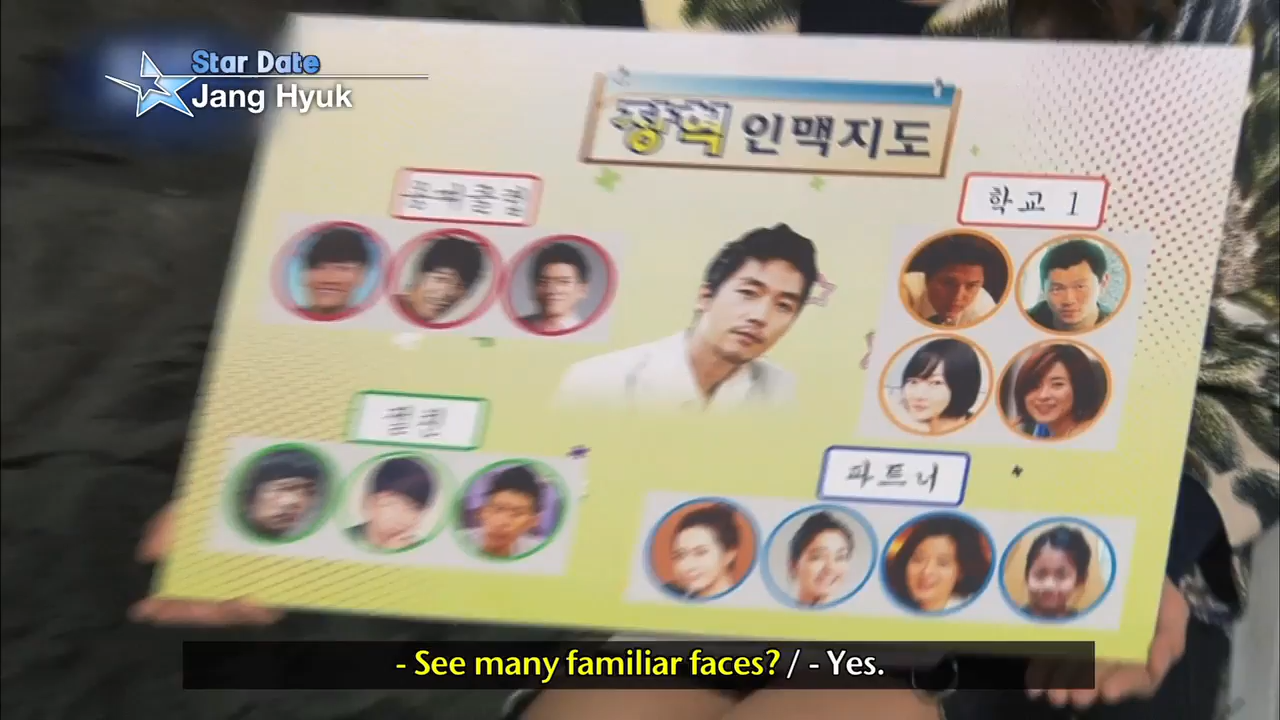 Star Date
Jang Hyuk
장혁 인맥지도
학교 1
파트너
- See many familiar faces? / - Yes.